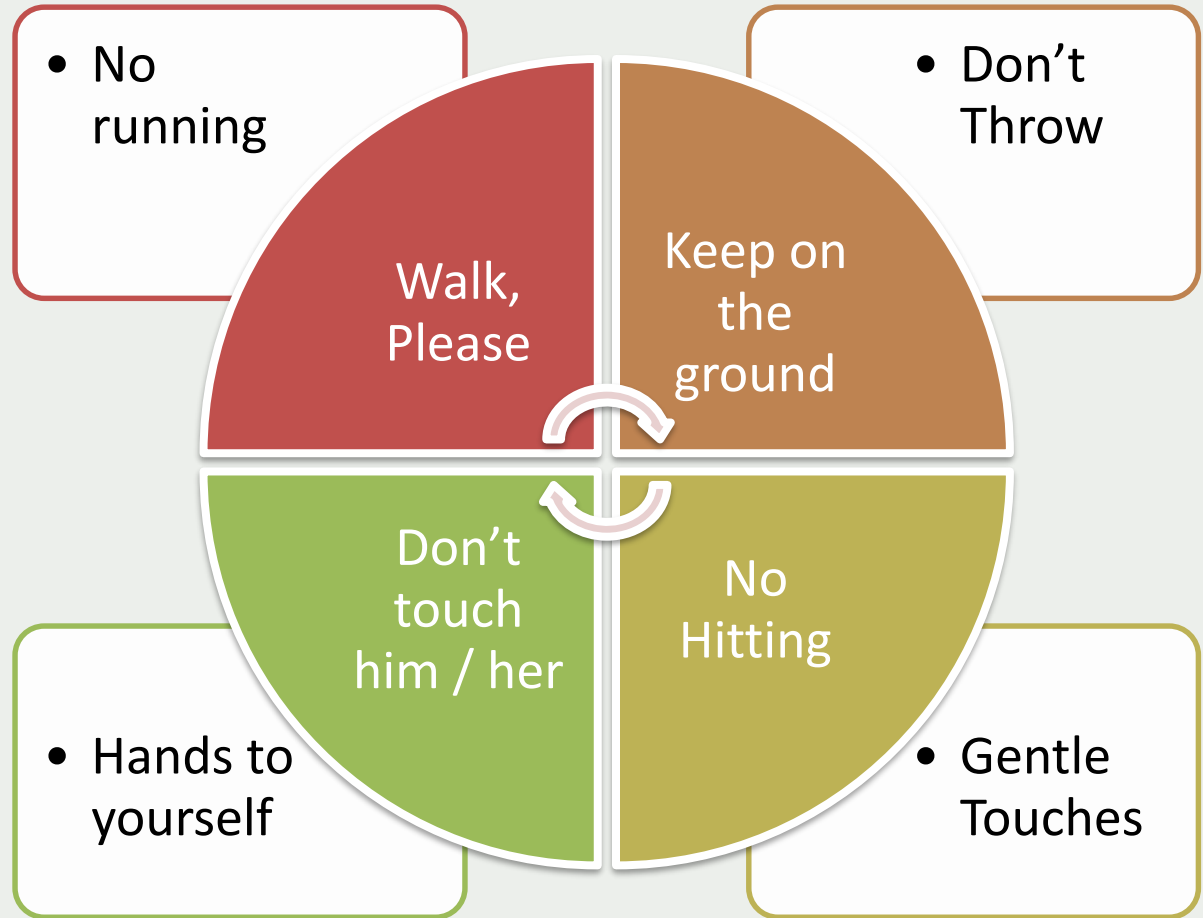 • No
running
• Don’t
Throw
Walk,
Please
Keep on
the
ground
Don’t
touch
him / her
No
Hitting
• Hands to
yourself
• Gentle
Touches